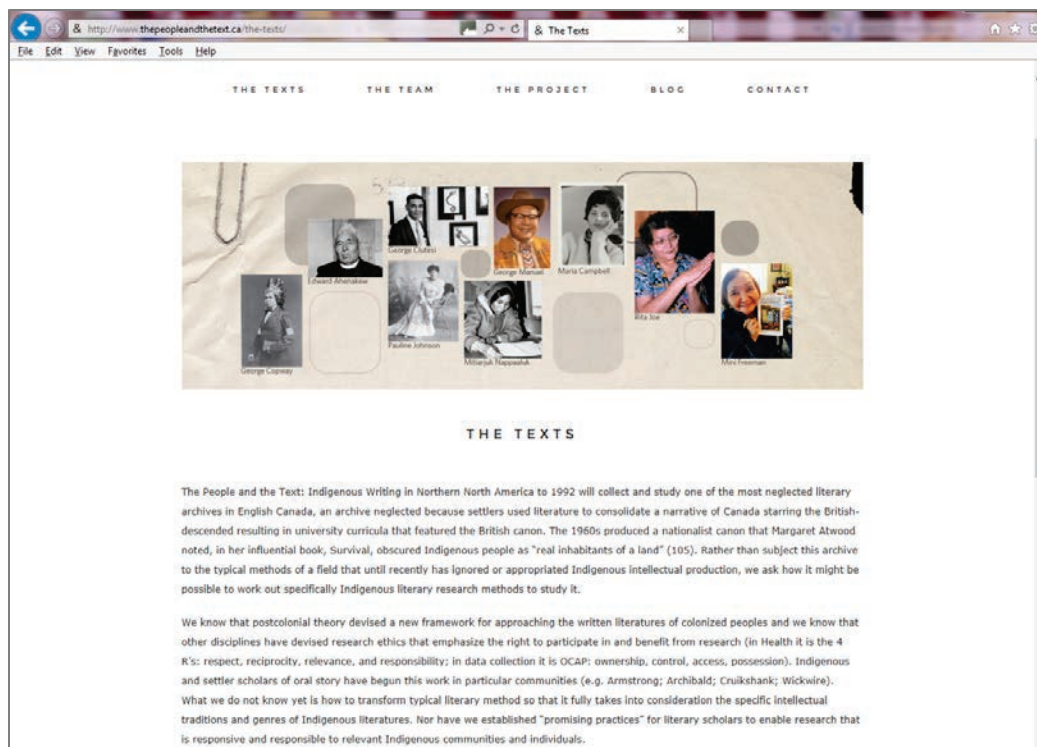 http://www.thepeopleandthetext.ca/the-texts/
The Texts
File Edit View Favorites Tools Help
THE TEXTS THE TEAM THE PROJECT BLOG CONTACT
George Clutesi
George Manuel
Maria Campbell
Edward Ahenakew
Rita Joe
Pauline Johnson
Mitiarjuk Nappaaluk
Mini Freeman
George Copway
THE TEXTS
The People and the Text: Indigenous Writing in Northern North America to 1992 will collect and study one of the most neglected literary
archives in English Canada, an archive neglected because settlers used literature to consolidate a narrative of Canada starring the British-
descended resulting in university curricula that featured the British canon. The 1960s produced a nationalist canon that Margaret Atwood
noted, in her influential book, Survival, obscured Indigenous people as "real inhabitants of a land" (105). Rather than subject this archive
to the typical methods of a field that until recently has ignored or appropriated Indigenous intellectual production, we ask how it might be
possible to work out specifically Indigenous literary research methods to study it.
We know that postcolonial theory devised a new framework for approaching the written literatures of colonized peoples and we know that
other disciplines have devised research ethics that emphasize the right to participate in and benefit from research (in Health it is the 4
R's: respect, reciprocity, relevance, and responsibility; in data collection it is OCAP: ownership, control, access, possession). Indigenous
and settler scholars of oral story have begun this work in particular communities (e.g. Armstrong; Archibald; Cruikshank; Wickwire).
What we do not know yet is how to transform typical literary method so that it fully takes into consideration the specific intellectual
traditions and genres of Indigenous literatures. Nor have we established "promising practices" for literary scholars to enable research that
is responsive and responsible to relevant Indigenous communities and individuals.